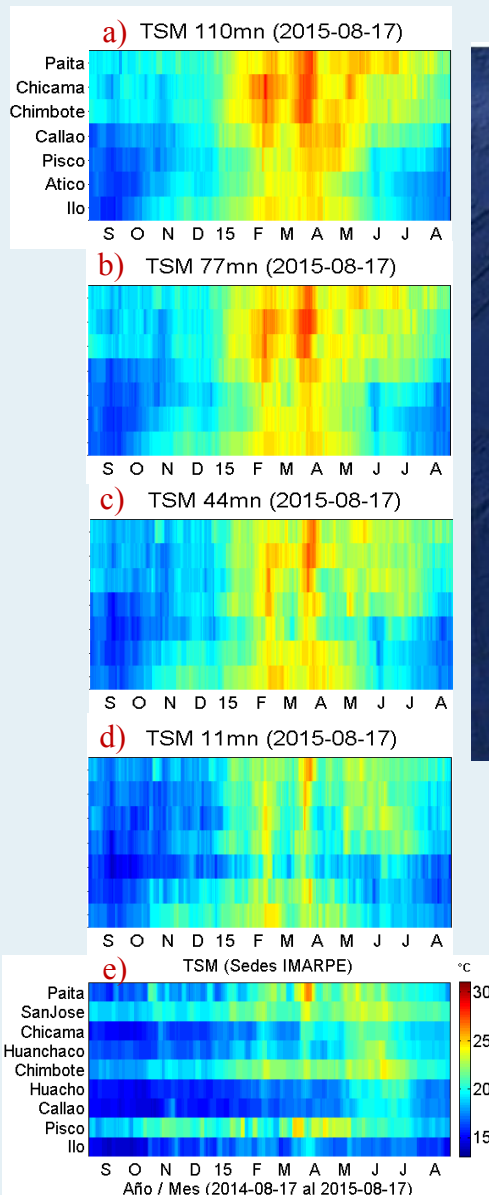 a) TSM 110mn (2015-08-17)
Paita
Chicama
Chimbote
Callao
Pisco
Atico
Ilo
S O N D 15 F M A M J J A
b) TSM 77mn (2015-08-17)
S O N D 15 F M A M J J A
c) TSM 44mn (2015-08-17)
S O N D 15 F M A M J J A
d) TSM 11mn (2015-08-17)
S O N D 15 F M A M J J A
e) TSM (Sedes IMARPE)
°C
Paita
SanJose
Chicama
Huanchaco
Chimbote
Huacho
Callao
Pisco
Ilo
30
25
20
15
S O N D 15 F M A M J J A
Año / Mes (2014-08-17 al 2015-08-17)